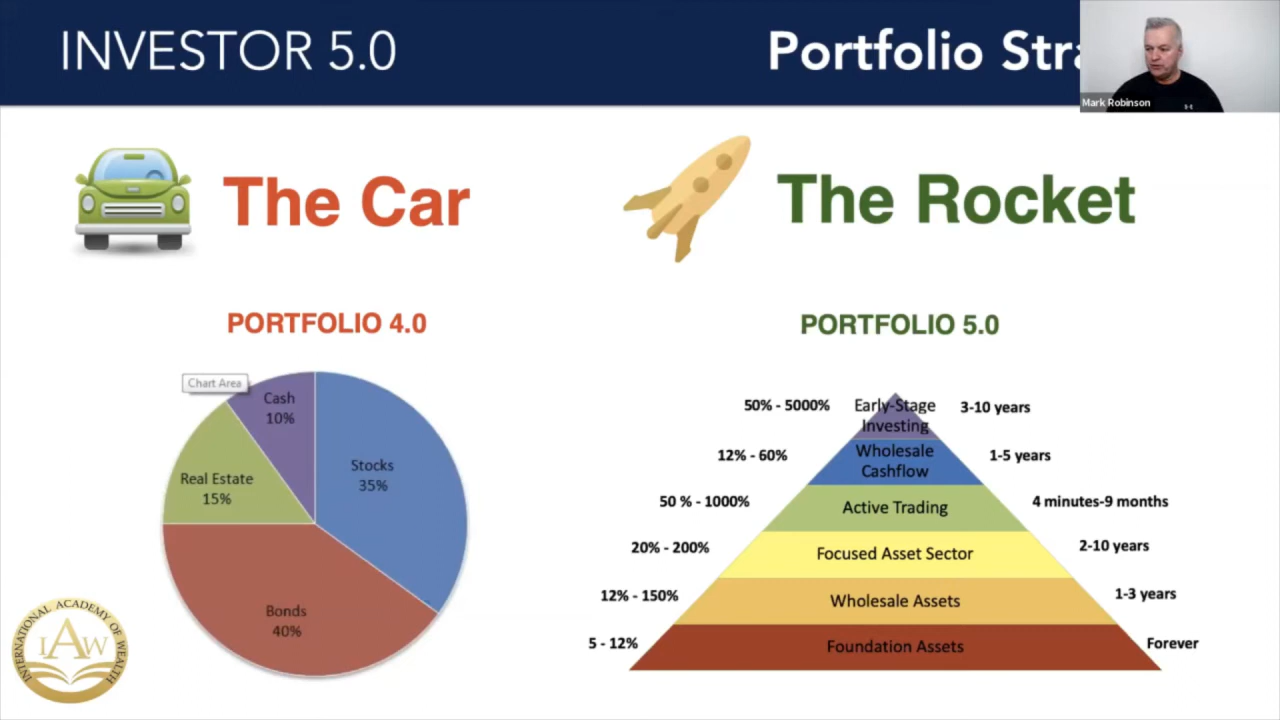 INVESTOR 5.0
Portfolio
Mark Robinson
The Car
The Rocket
PORTFOLIO 4.0
PORTFOLIO 5.0
Chart Area
Cash
10%
Stocks
35%
Real Estate
15%
Bonds
40%
50% - 5000%
Early-Stage
Investing
3-10 years
12% - 60%
Wholesale
Cashflow
1-5 years
50 % - 1000%
Active Trading
4 minutes-9 months
20% - 200%
Focused Asset Sector
2-10 years
12% - 150%
Wholesale Assets
1-3 years
5 - 12%
Foundation Assets
Forever
INTERNATIONAL ACADEMY OF WEALTH
IAW